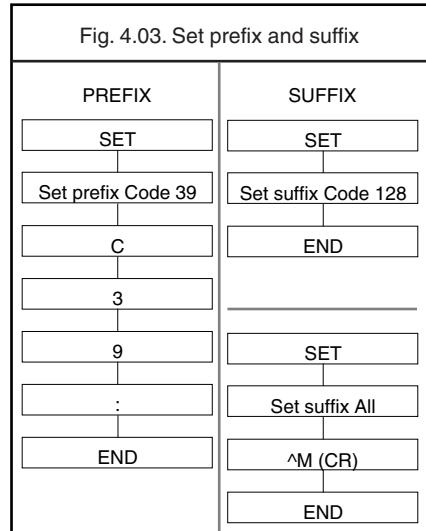 Fig. 4.03. Set prefix and suffix
PREFIX
SET
Set prefix Code 39
C
3
9
:
END
SUFFIX
SET
Set suffix Code 128
END
SET
Set suffix All
^M (CR)
END